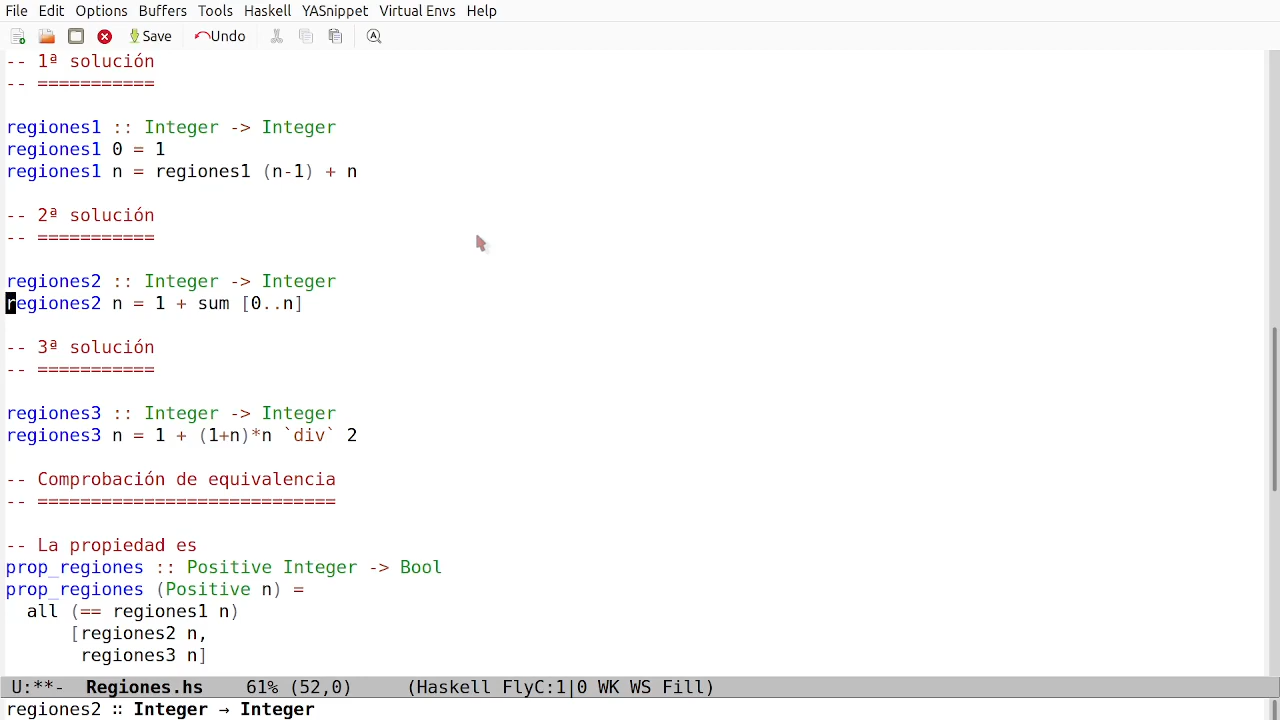 File Edit Options Buffers Tools Haskell YASnippet Virtual Envs Help
Save Undo
-- 1ª solución
-- ===========
regiones1 :: Integer -> Integer
regiones1 0 = 1
regiones1 n = regiones1 (n-1) + n
-- 2ª solución
-- ===========
regiones2 :: Integer -> Integer
regiones2 n = 1 + sum [0..n]
-- 3ª solución
-- ===========
regiones3 :: Integer -> Integer
regiones3 n = 1 + (1+n)*n `div` 2
-- Comprobación de equivalencia
-- ============================
-- La propiedad es
prop_regiones :: Positive Integer -> Bool
prop_regiones (Positive n) =
  all (== regiones1 n)
      [regiones2 n,
       regiones3 n]
U:**-  Regiones.hs    61% (52,0)     (Haskell FlyC:1|0 WK WS Fill)
regiones2 ∷ Integer → Integer